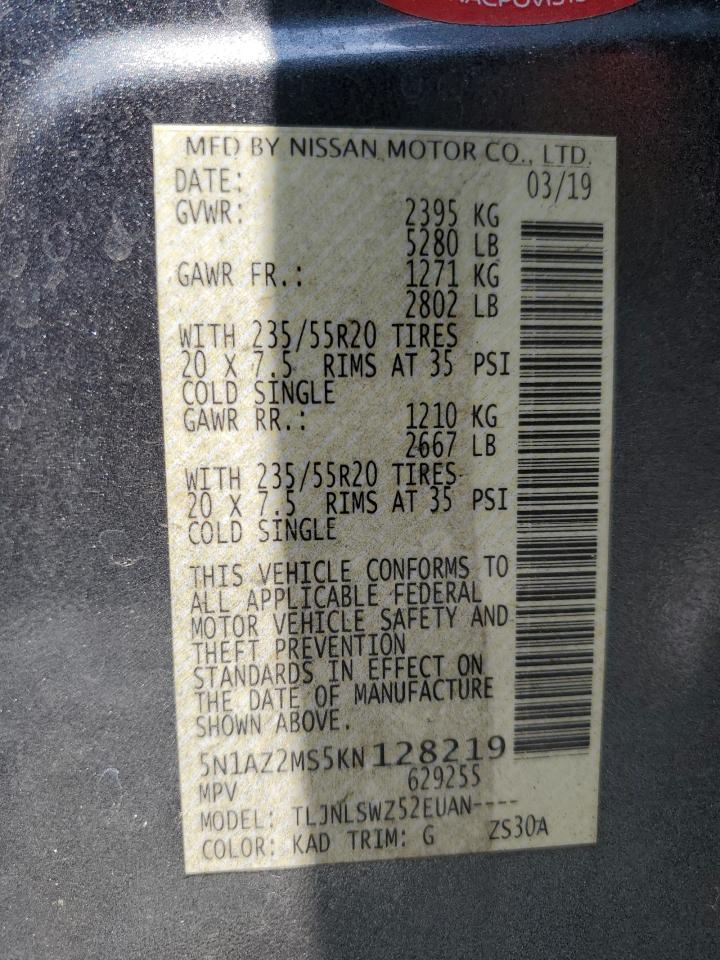 MFD BY NISSAN MOTOR CO., LTD.
DATE: 03/19
GVWR: 2395 KG
5280 LB
GAWR FR.: 1271 KG
2802 LB
WITH 235/55R20 TIRES
20 X 7.5 RIMS AT 35 PSI
COLD SINGLE
GAWR RR.: 1210 KG
2667 LB
WITH 235/55R20 TIRES
20 X 7.5 RIMS AT 35 PSI
COLD SINGLE
THIS VEHICLE CONFORMS TO
ALL APPLICABLE FEDERAL
MOTOR VEHICLE SAFETY AND
THEFT PREVENTION
STANDARDS IN EFFECT ON
THE DATE OF MANUFACTURE
SHOWN ABOVE.
5N1AZ2MS5KN128219
MPV 629255
MODEL: TLJNLSWZ52EUAN----
COLOR: KAD TRIM: G ZS30A